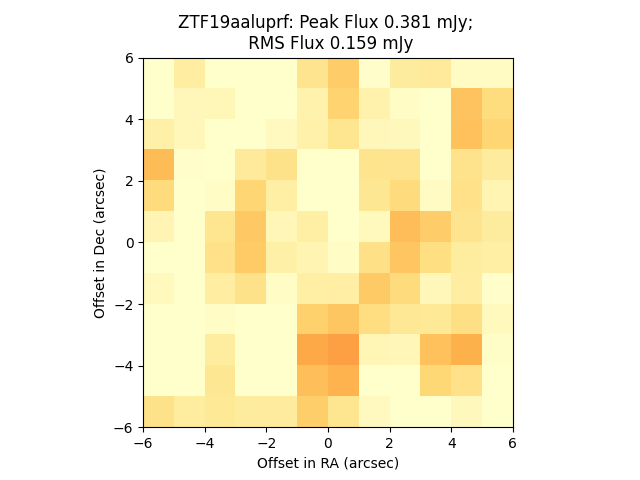 ZTF19aaluprf: Peak Flux 0.381 mJy;
RMS Flux 0.159 mJy
6
4
2
0
−2
−4
−6
Offset in Dec (arcsec)
−6 −4 −2 0 2 4 6
Offset in RA (arcsec)